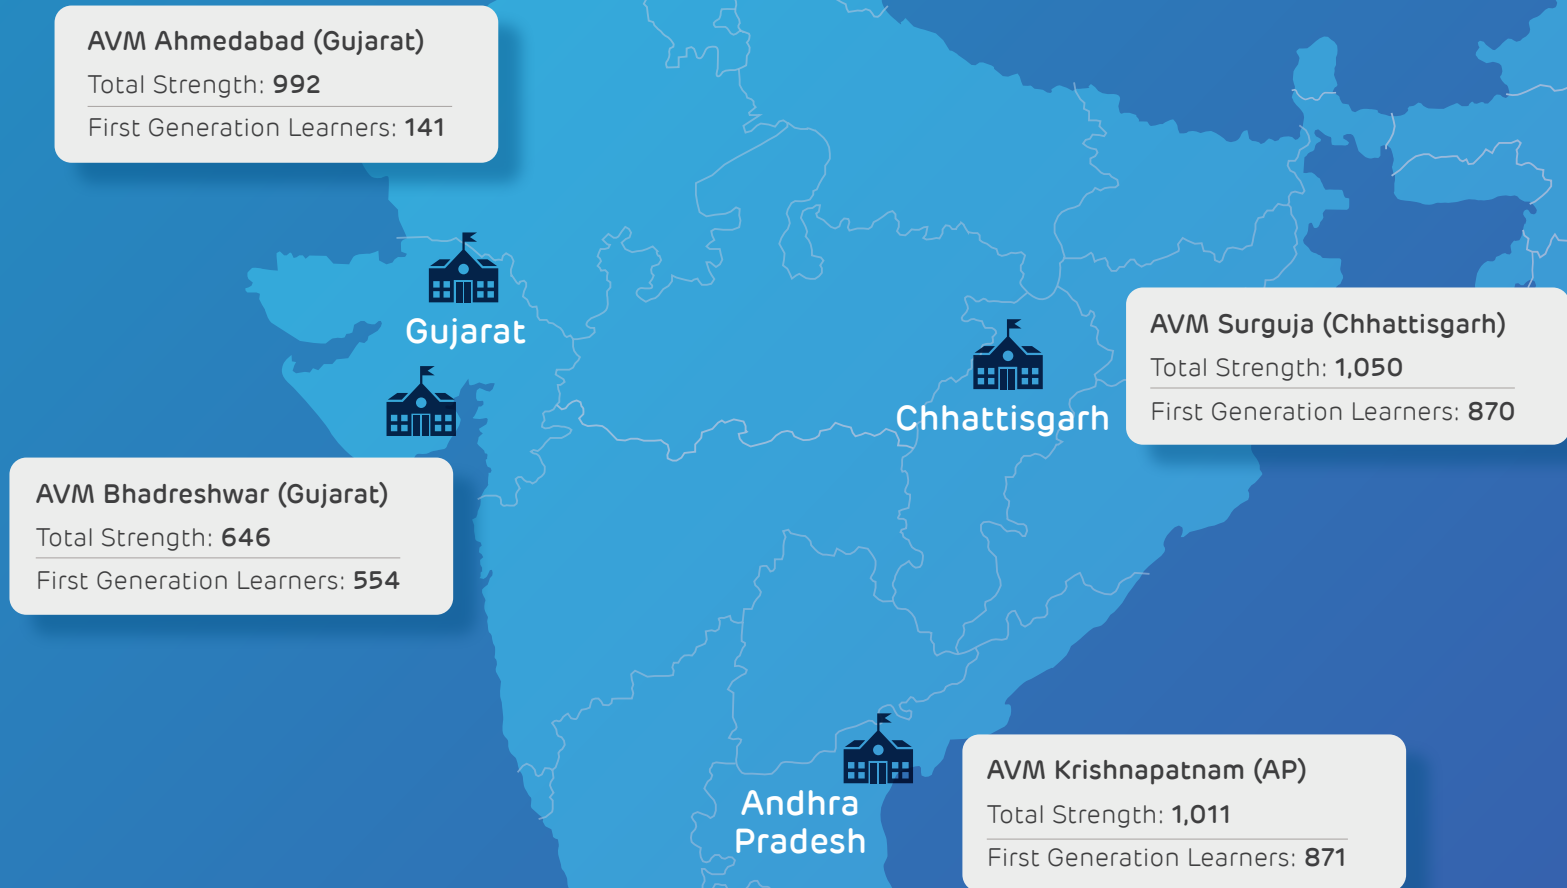 AVM Ahmedabad (Gujarat)
Total Strength: 992
First Generation Learners: 141
Gujarat
AVM Surguja (Chhattisgarh)
Total Strength: 1,050
First Generation Learners: 870
Chhattisgarh
AVM Bhadreshwar (Gujarat)
Total Strength: 646
First Generation Learners: 554
Andhra
Pradesh
AVM Krishnapatnam (AP)
Total Strength: 1,011
First Generation Learners: 871